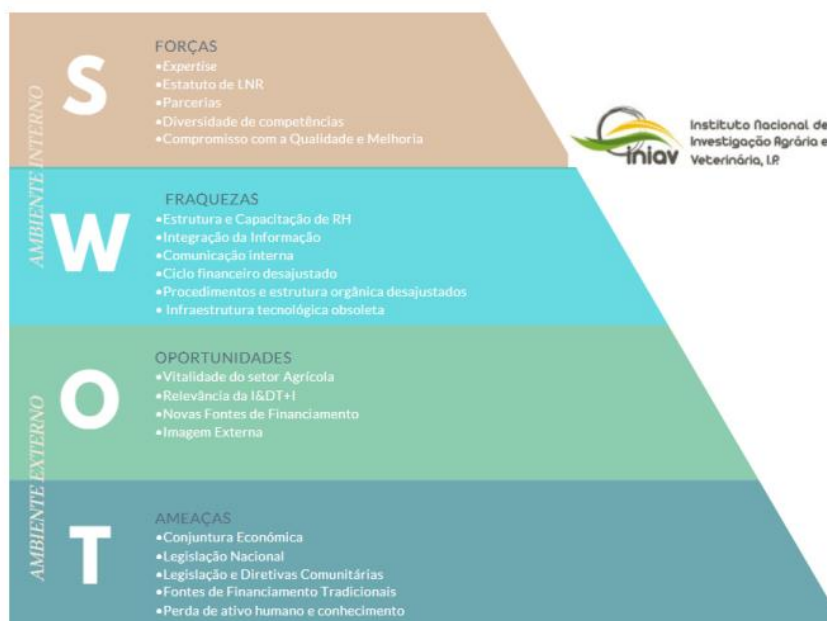 AMBIENTE INTERNO
S
FORÇAS
•Expertise
•Estatuto de LNR
•Parcerias
•Diversidade de competências
•Compromisso com a Qualidade e Melhoria
iniav
Instituto Nacional de
Investigação Agrária e
Veterinária, I.P.
W
FRAQUEZAS
•Estrutura e Capacitação de RH
•Integração da Informação
•Comunicação interna
•Ciclo financeiro desajustado
•Procedimentos e estrutura orgânica desajustados
• Infraestrutura tecnológica obsoleta
AMBIENTE EXTERNO
O
OPORTUNIDADES
•Vitalidade do setor Agrícola
•Relevância da I&DT+I
•Novas Fontes de Financiamento
•Imagem Externa
T
AMEAÇAS
•Conjuntura Económica
•Legislação Nacional
•Legislação e Diretivas Comunitárias
•Fontes de Financiamento Tradicionais
•Perda de ativo humano e conhecimento